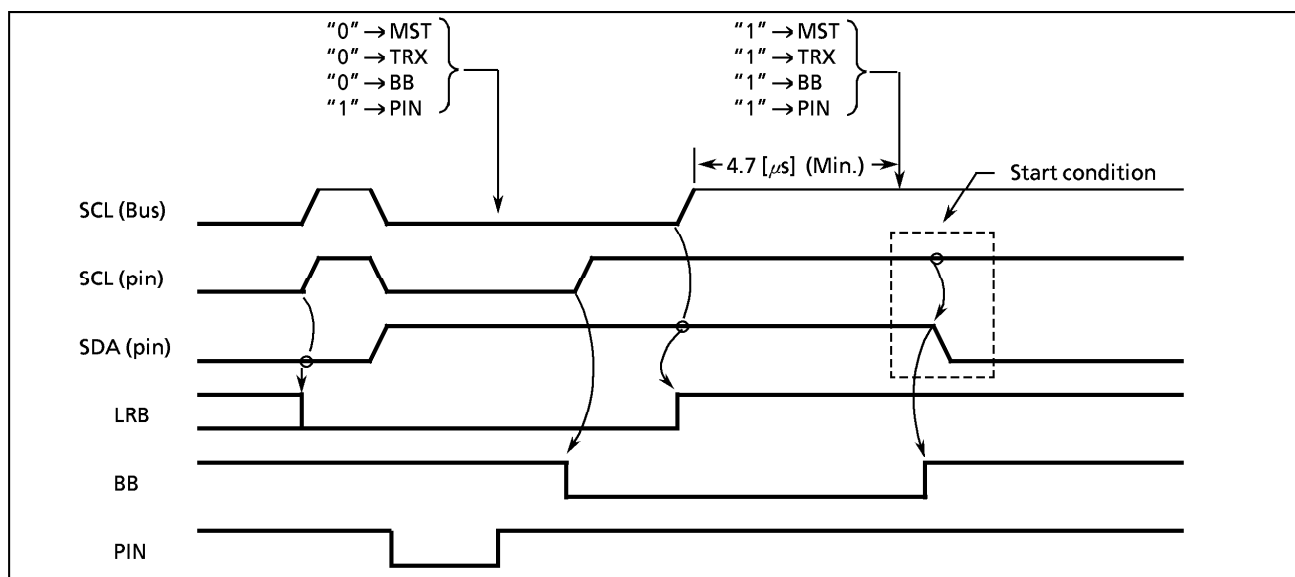 “0” → MST
“0” → TRX
“0” → BB
“1” → PIN
“1” → MST
“1” → TRX
“1” → BB
“1” → PIN
4.7 [μs] (Min.)
Start condition
SCL (Bus)
SCL (pin)
SDA (pin)
LRB
BB
PIN